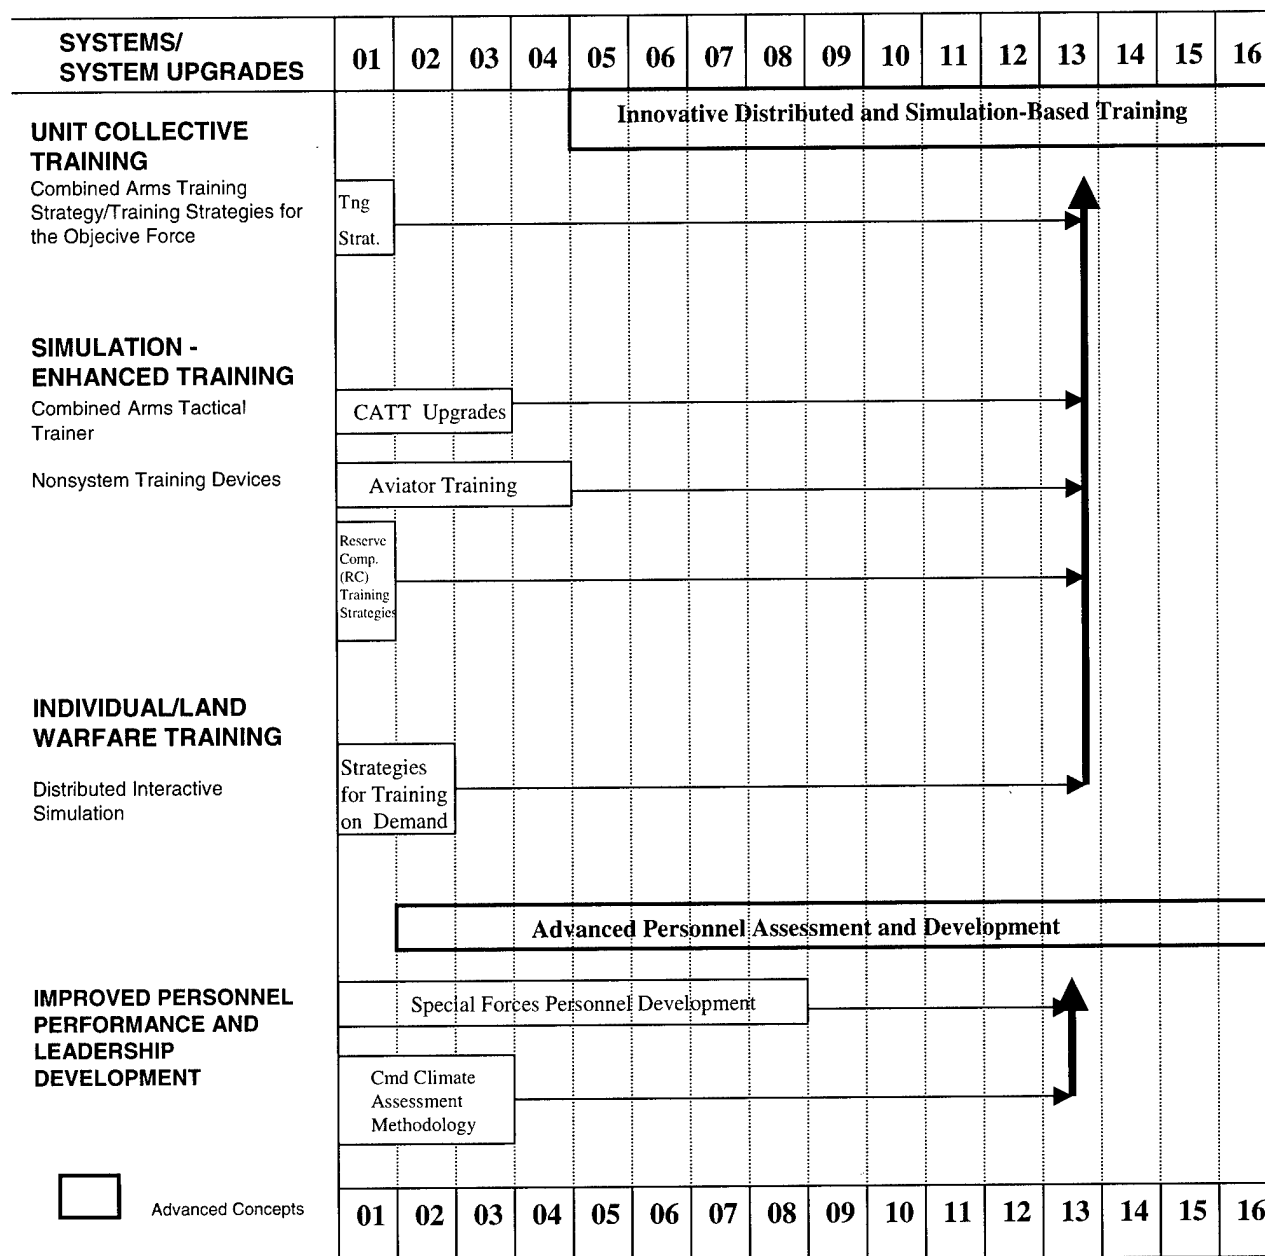 SYSTEMS/
SYSTEM UPGRADES
01 02 03 04 05 06 07 08 09 10 11 12 13 14 15 16
Innovative Distributed and Simulation-Based Training
UNIT COLLECTIVE
TRAINING
Combined Arms Training
Strategy/Training Strategies for
the Objecive Force
Tng
Strat.
SIMULATION -
ENHANCED TRAINING
Combined Arms Tactical
Trainer
CATT Upgrades
Nonsystem Training Devices
Aviator Training
Reserve
Comp.
(RC)
Training
Strategies
INDIVIDUAL/LAND
WARFARE TRAINING
Distributed Interactive
Simulation
Strategies
for Training
on Demand
Advanced Personnel Assessment and Development
IMPROVED PERSONNEL
PERFORMANCE AND
LEADERSHIP
DEVELOPMENT
Special Forces Personnel Development
Cmd Climate
Assessment
Methodology
Advanced Concepts
01 02 03 04 05 06 07 08 09 10 11 12 13 14 15 16